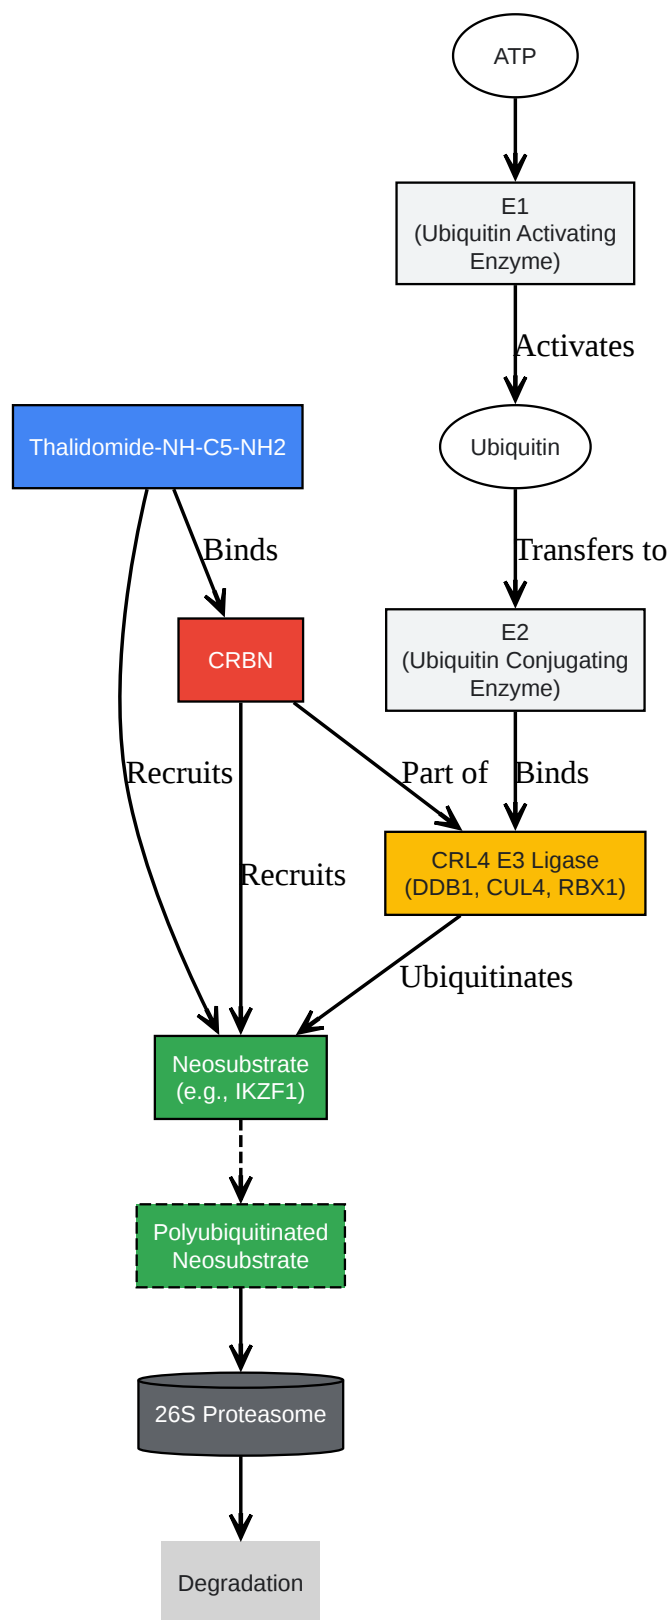 ATP
E1
(Ubiquitin Activating
Enzyme)
Activates
Thalidomide-NH-C5-NH2
Ubiquitin
Binds
Transfers to
CRBN
E2
(Ubiquitin Conjugating
Enzyme)
Recruits
Part of
Binds
Recruits
CRL4 E3 Ligase
(DDB1, CUL4, RBX1)
Ubiquitinates
Neosubstrate
(e.g., IKZF1)
Polyubiquitinated
Neosubstrate
26S Proteasome
Degradation